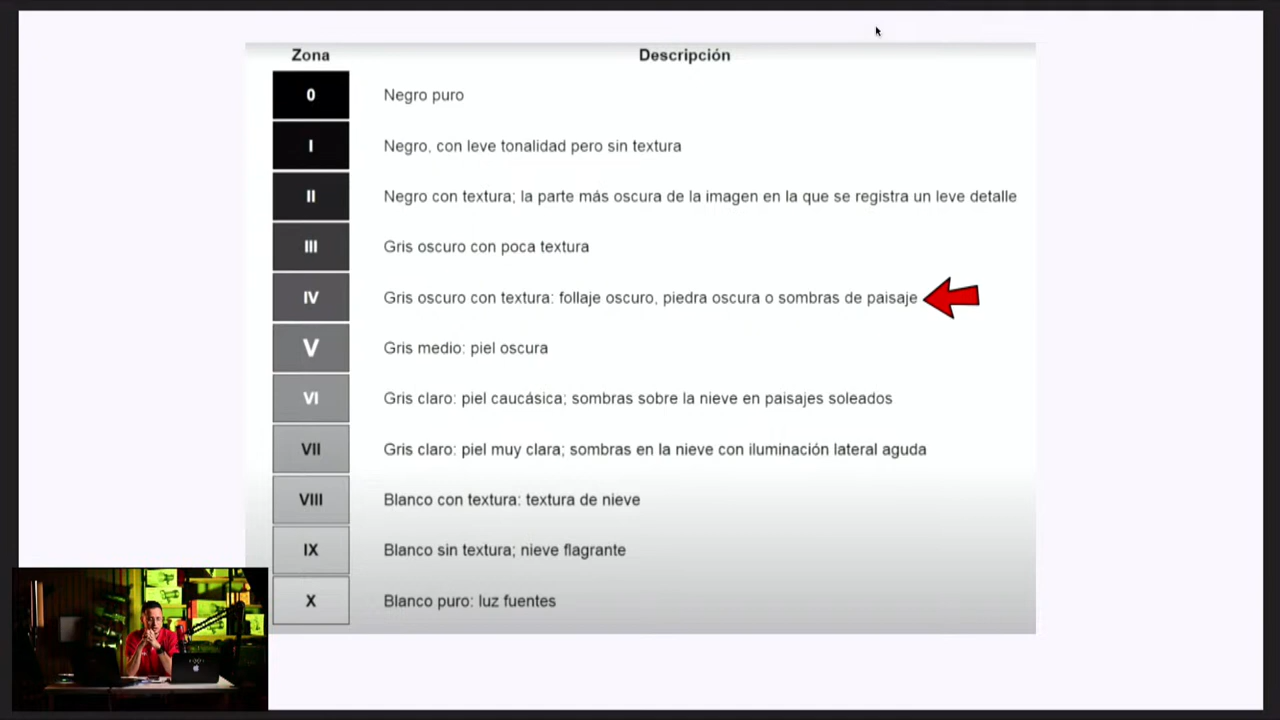 Zona Descripción
0 Negro puro
I Negro, con leve tonalidad pero sin textura
II Negro con textura; la parte más oscura de la imagen en la que se registra un leve detalle
III Gris oscuro con poca textura
IV Gris oscuro con textura: follaje oscuro, piedra oscura o sombras de paisaje
V Gris medio: piel oscura
VI Gris claro: piel caucásica; sombras sobre la nieve en paisajes soleados
VII Gris claro: piel muy clara; sombras en la nieve con iluminación lateral aguda
VIII Blanco con textura: textura de nieve
IX Blanco sin textura; nieve flagrante
X Blanco puro: luz fuentes